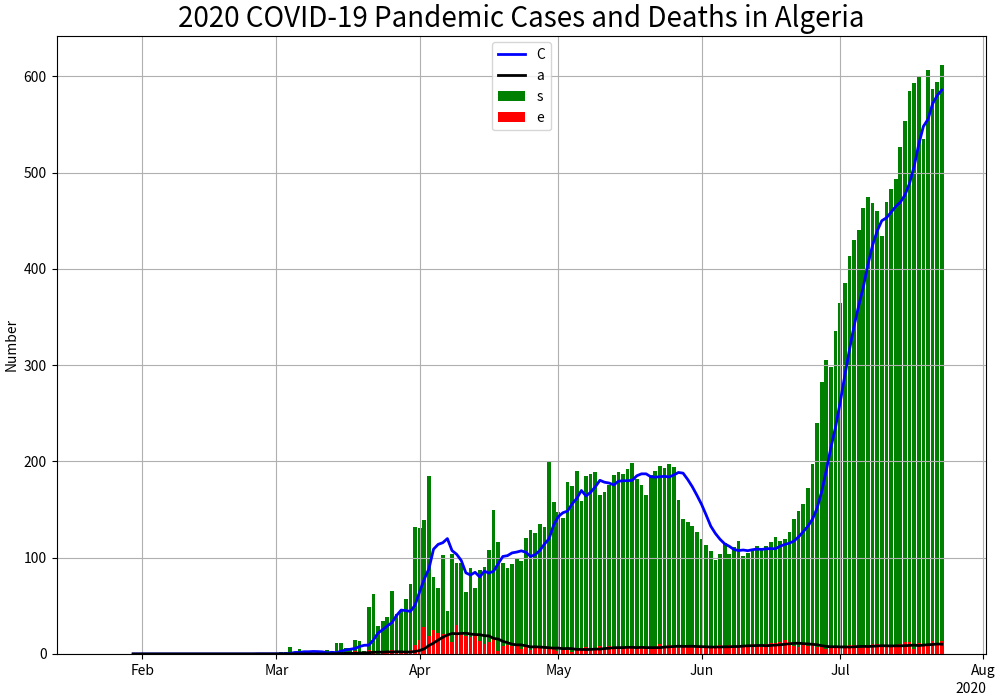 2020 COVID-19 Pandemic Cases and Deaths in Algeria
C
a
s
e
Number
600
500
400
300
200
100
0
Feb
Mar
Apr
May
Jun
Jul
Aug
2020